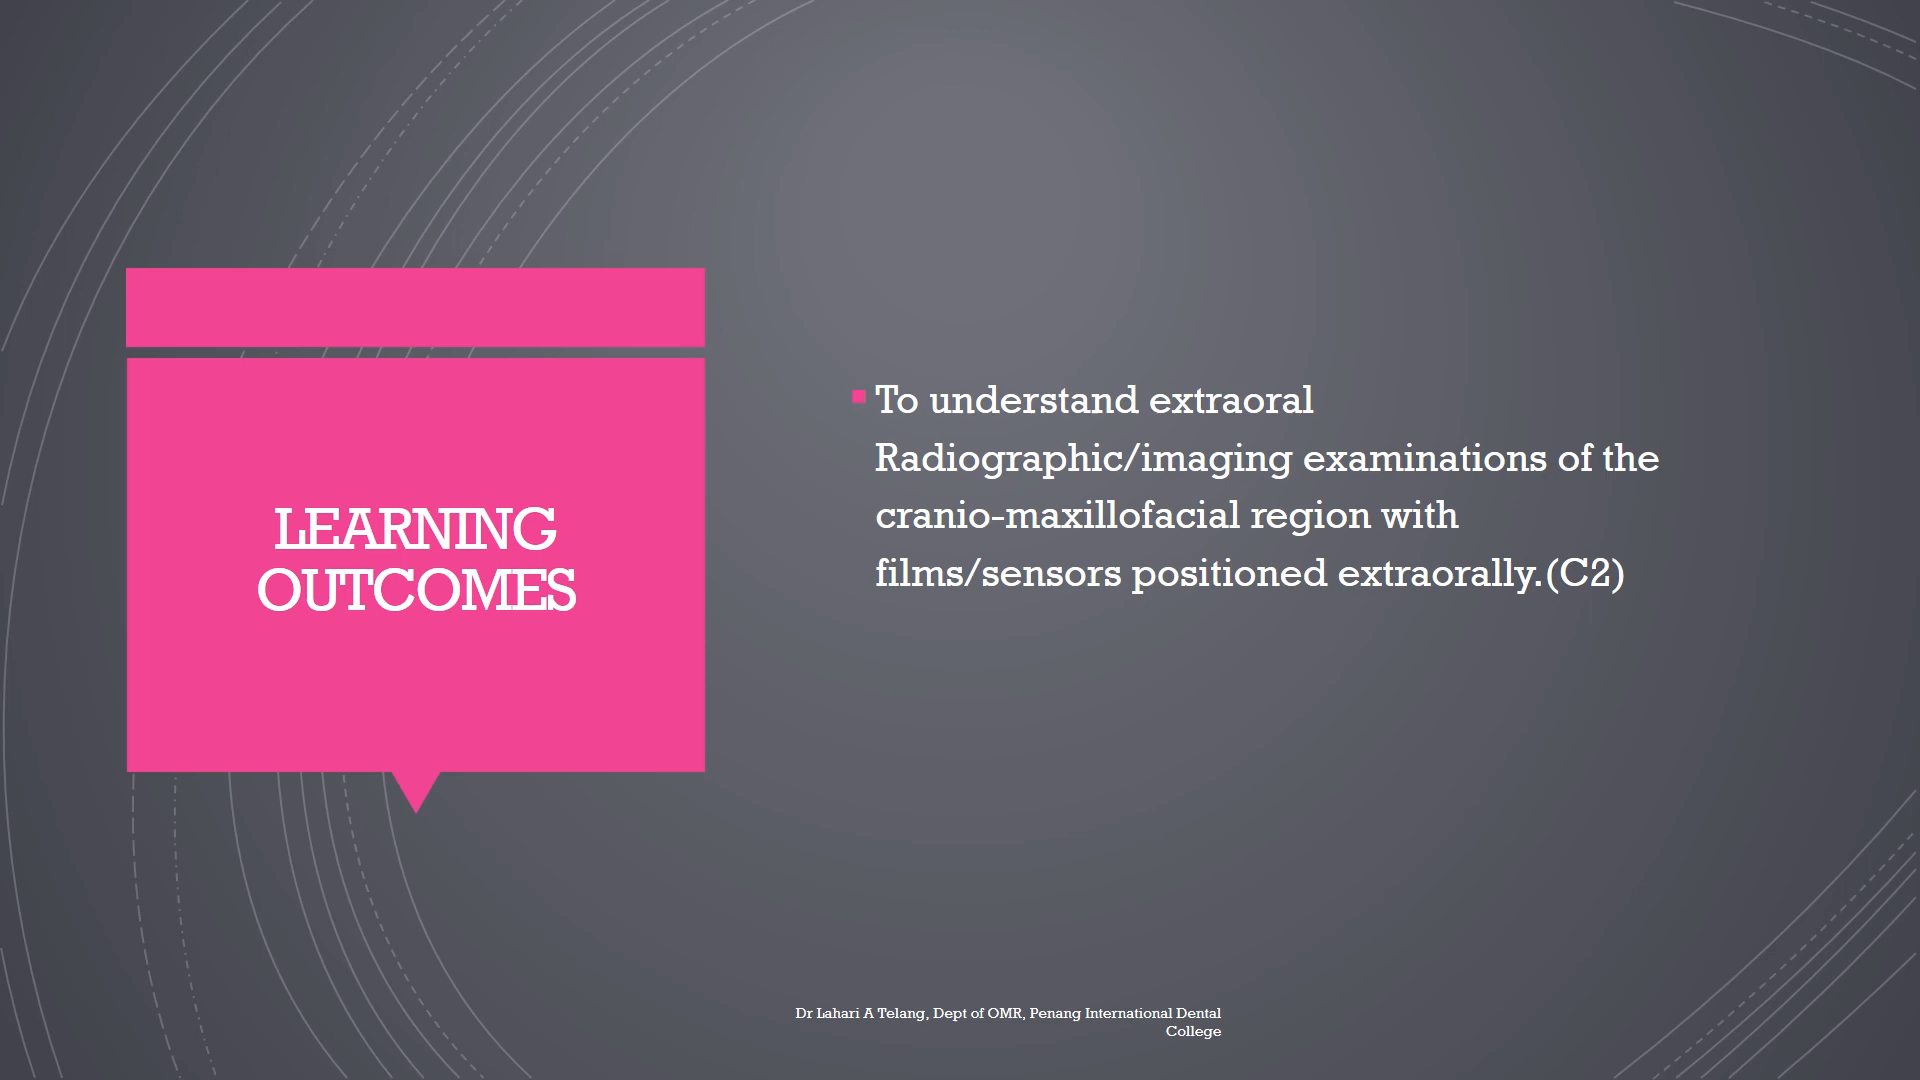 LEARNING
OUTCOMES
To understand extraoral
Radiographic/imaging examinations of the
cranio-maxillofacial region with
films/sensors positioned extraorally.(C2)
Dr Lahari A Telang, Dept of OMR, Penang International Dental
College